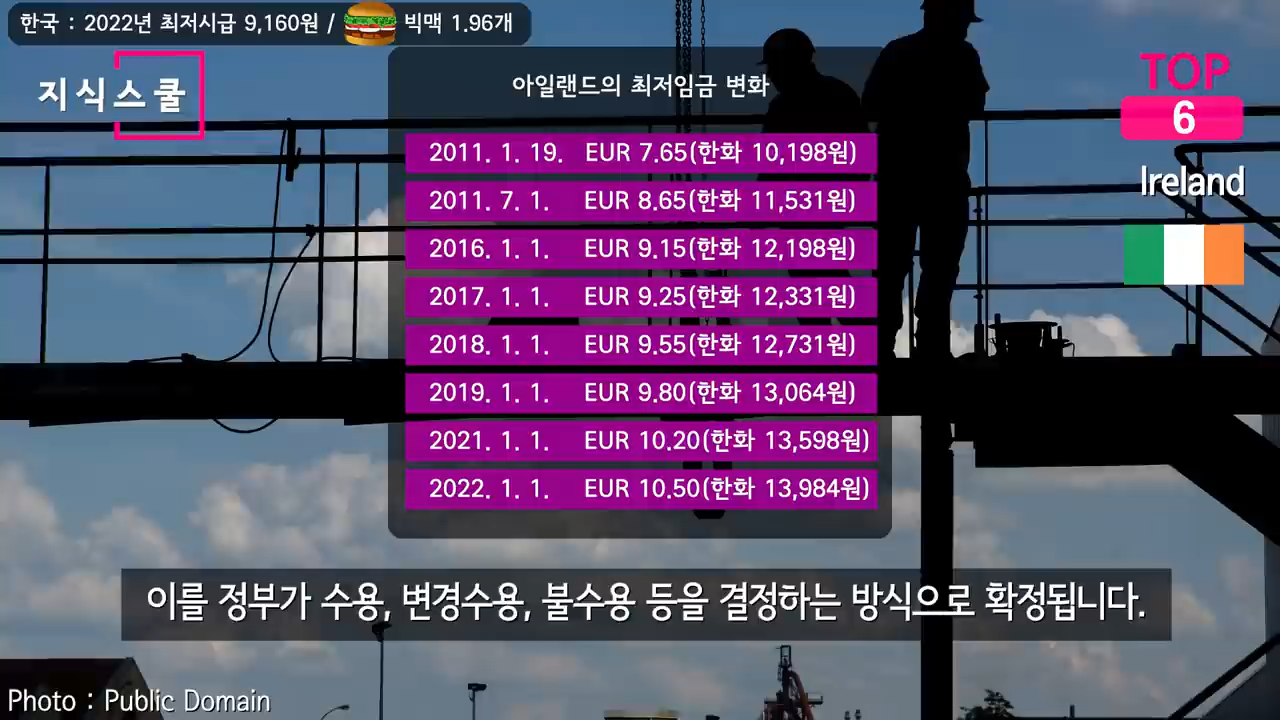 한국 : 2022년 최저시급 9,160원 / 빅맥 1.96개
지식스쿨
아일랜드의 최저임금 변화
TOP
6
Ireland
2011. 1. 19. EUR 7.65(한화 10,198원)
2011. 7. 1. EUR 8.65(한화 11,531원)
2016. 1. 1. EUR 9.15(한화 12,198원)
2017. 1. 1. EUR 9.25(한화 12,331원)
2018. 1. 1. EUR 9.55(한화 12,731원)
2019. 1. 1. EUR 9.80(한화 13,064원)
2021. 1. 1. EUR 10.20(한화 13,598원)
2022. 1. 1. EUR 10.50(한화 13,984원)
이를 정부가 수용, 변경수용, 불수용 등을 결정하는 방식으로 확정됩니다.
Photo : Public Domain